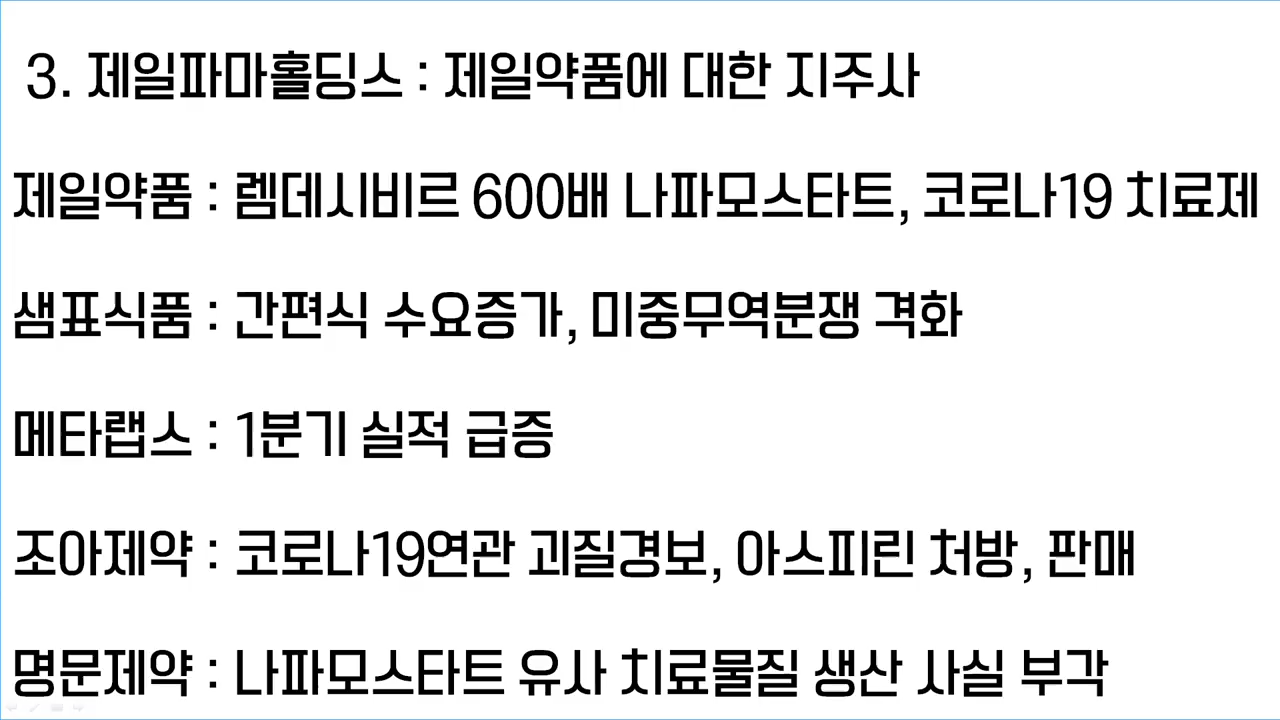 3. 제일파마홀딩스 : 제일약품에 대한 지주사
제일약품 : 렘데시비르 600배 나파모스타트, 코로나19 치료제
샘표식품 : 간편식 수요증가, 미중무역분쟁 격화
메타랩스 : 1분기 실적 급증
조아제약 : 코로나19연관 괴질경보, 아스피린 처방, 판매
명문제약 : 나파모스타트 유사 치료물질 생산 사실 부각